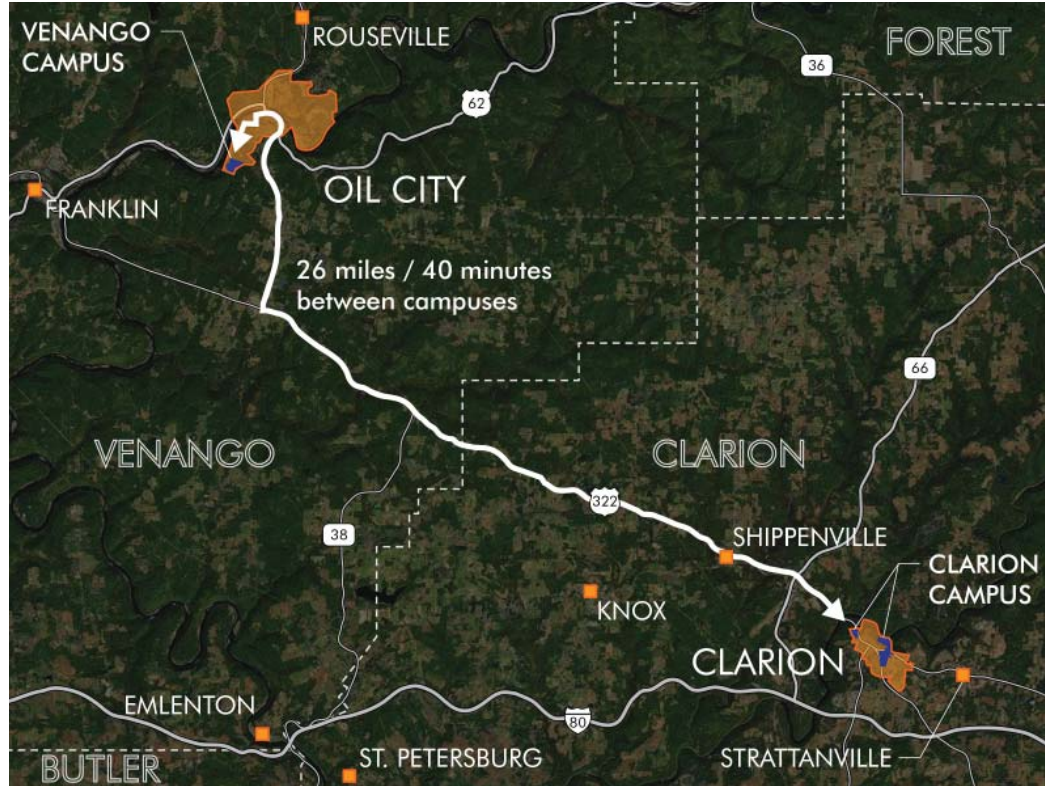 VENANGO
CAMPUS
ROUSEVILLE
FOREST
36
62
OIL CITY
FRANKLIN
26 miles / 40 minutes
between campuses
66
VENANGO
CLARION
322
38
SHIPPENVILLE
CLARION
CAMPUS
KNOX
CLARION
EMLENTON
80
STRATTANVILLE
ST. PETERSBURG
BUTLER